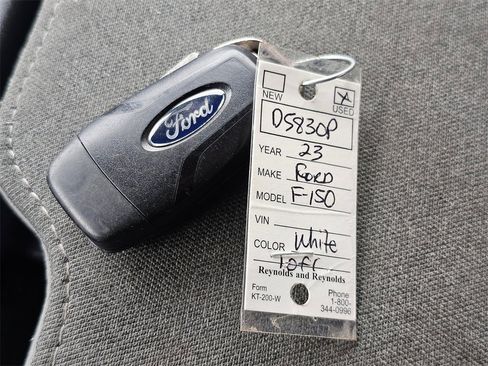 Ford
NEW USED
D5830P
YEAR 23
MAKE Ford
MODEL F-150
VIN
COLOR White
Reynolds and Reynolds
Form Phone
KT-200-W 1-800-
344-0996